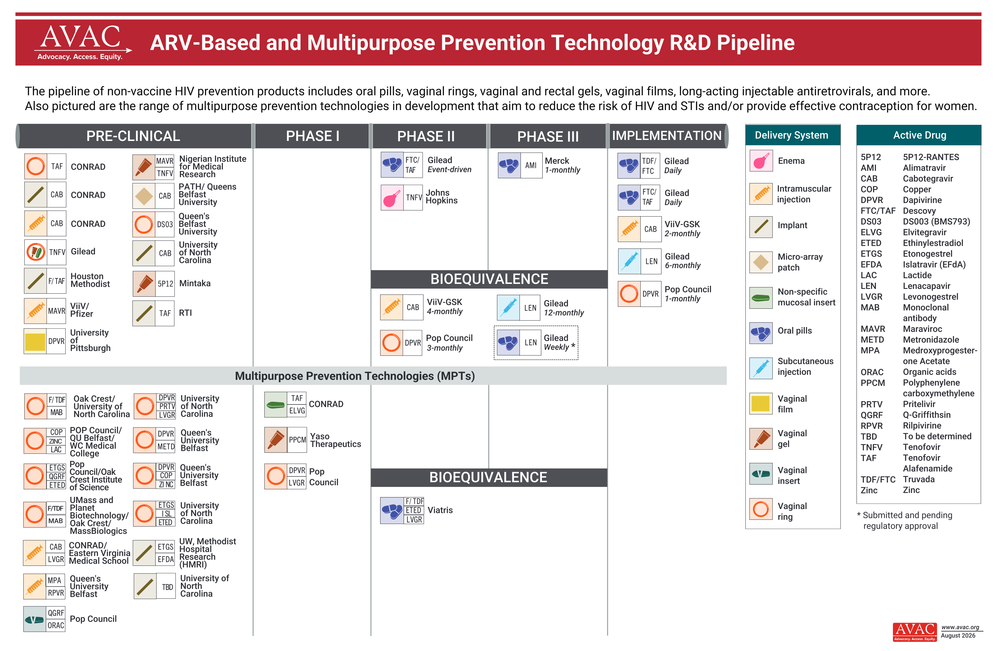 AVAC
Advocacy. Access. Equity.
ARV-Based and Multipurpose Prevention Technology R&D Pipeline
The pipeline of non-vaccine HIV prevention products includes oral pills, vaginal rings, vaginal and rectal gels, vaginal films, long-acting injectable antiretrovirals, and more.
Also pictured are the range of multipurpose prevention technologies in development that aim to reduce the risk of HIV and STIs and/or provide effective contraception for women.
PRE-CLINICAL
TAF
CONRAD
CAB
CONRAD
CAB
CONRAD
TNFV
Gilead
F/ TAF
Houston
Methodist
MAVR
ViiV/
Pfizer
DPVR
University
of
Pittsburgh
MAVR
TNFV
Nigerian Institute
for Medical
Research
CAB
PATH/ Queens
Belfast
University
DS03
Queen's
Belfast
University
CAB
University
of North
Carolina
5P12
Mintaka
TAF
RTI
PHASE I
PHASE II
FTC/
TAF
Gilead
Event-driven
TNFV
Johns
Hopkins
PHASE III
AMI
Merck
1-monthly
BIOEQUIVALENCE
CAB
ViiV-GSK
4-monthly
DPVR
Pop Council
3-monthly
LEN
Gilead
12-monthly
LEN
Gilead
Weekly *
IMPLEMENTATION
TDF/
FTC
Gilead
Daily
FTC/
TAF
Gilead
Daily
CAB
ViiV-GSK
2-monthly
LEN
Gilead
6-monthly
DPVR
Pop Council
1-monthly
Multipurpose Prevention Technologies (MPTs)
F/ TDF
MAB
Oak Crest/
University of
North Carolina
COP
ZINC
LAC
POP Council/
QU Belfast/
WC Medical
College
ETGS
QGRF
ETED
Pop
Council/Oak
Crest Institute
of Science
F/TDF
MAB
UMass and
Planet
Biotechnology/
Oak Crest/
MassBiologics
CAB
LVGR
CONRAD/
Eastern Virginia
Medical School
MPA
RPVR
Queen's
University
Belfast
QGRF
ORAC
Pop Council
DPVR
PRTV
LVGR
University
of North
Carolina
DPVR
METD
Queen's
University
Belfast
DPVR
COP
ZINC
Queen's
University
Belfast
ETGS
ISL
ETED
University
of North
Carolina
ETGS
EFDA
UW, Methodist
Hospital
Research
(HMRI)
TBD
University of
North
Carolina
TAF
ELVG
CONRAD
PPCM
Yaso
Therapeutics
DPVR
LVGR
Pop
Council
BIOEQUIVALENCE
F/ TDF
ETED
LVGR
Viatris
Delivery System
Enema
Intramuscular
injection
Implant
Micro-array
patch
Non-specific
mucosal insert
Oral pills
Subcutaneous
injection
Vaginal
film
Vaginal
gel
V
Vaginal
insert
Vaginal
ring
Active Drug
5P12 5P12-RANTES
AMI Alimatravir
CAB Cabotegravir
COP Copper
DPVR Dapivirine
FTC/TAF Descovy
DS03 DS003 (BMS793)
ELVG Elvitegravir
ETED Ethinylestradiol
ETGS Etonogestrel
EFDA Islatravir (EFdA)
LAC Lactide
LEN Lenacapavir
LVGR Levonogestrel
MAB Monoclonal
antibody
MAVR Maraviroc
METD Metronidazole
MPA Medroxyprogester-
one Acetate
ORAC Organic acids
PPCM Polyphenylene
carboxymethylene
PRTV Pritelivir
QGRF Q-Griffithsin
RPVR Rilpivirine
TBD To be determined
TNFV Tenofovir
TAF Tenofovir
Alafenamide
TDF/FTC Truvada
Zinc Zinc
* Submitted and pending
regulatory approval
AVAC
Advocacy. Access. Equity.
www.avac.org
August 2026